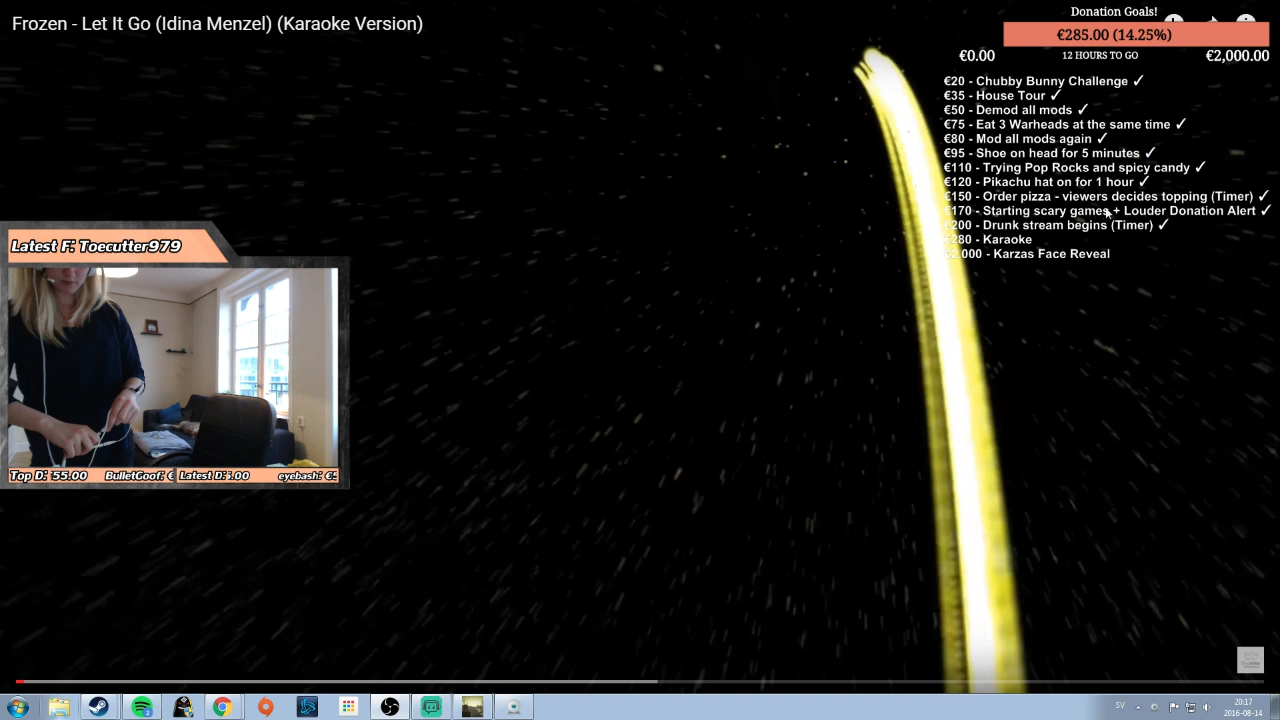 Frozen - Let It Go (Idina Menzel) (Karaoke Version)
Donation Goals!
€285.00 (14.25%)
€0.00
12 HOURS TO GO
€2,000.00
€20 - Chubby Bunny Challenge ✓
€35 - House Tour ✓
€50 - Demod all mods ✓
€75 - Eat 3 Warheads at the same time ✓
€80 - Mod all mods again ✓
€95 - Shoe on head for 5 minutes ✓
€110 - Trying Pop Rocks and spicy candy ✓
€120 - Pikachu hat on for 1 hour ✓
€150 - Order pizza - viewers decides topping (Timer) ✓
€170 - Starting scary games + Louder Donation Alert ✓
€200 - Drunk stream begins (Timer) ✓
€280 - Karaoke
€2,000 - Karzas Face Reveal
Latest F: Toecutter979
Top D: 55.00 BulletGoof: € Latest D: .00 eyebash: €
SV
20:17
2016-08-14